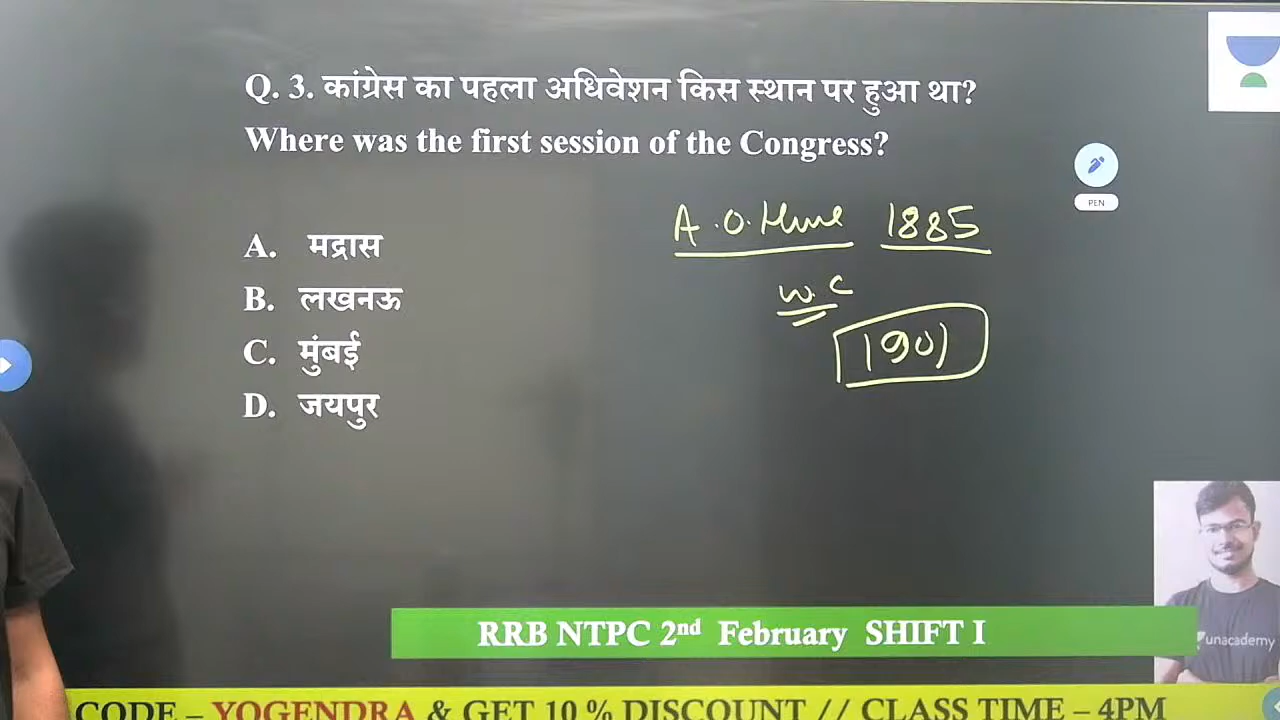 Q. 3. कांग्रेस का पहला अधिवेशन किस स्थान पर हुआ था?
Where was the first session of the Congress?
A. मद्रास
B. लखनऊ
C. मुंबई
D. जयपुर
A.O.Hume 1885
W.C
1901
PEN
unacademy
RRB NTPC 2nd February SHIFT I
CODE – YOGENDRA & GET 10 % DISCOUNT // CLASS TIME – 4PM